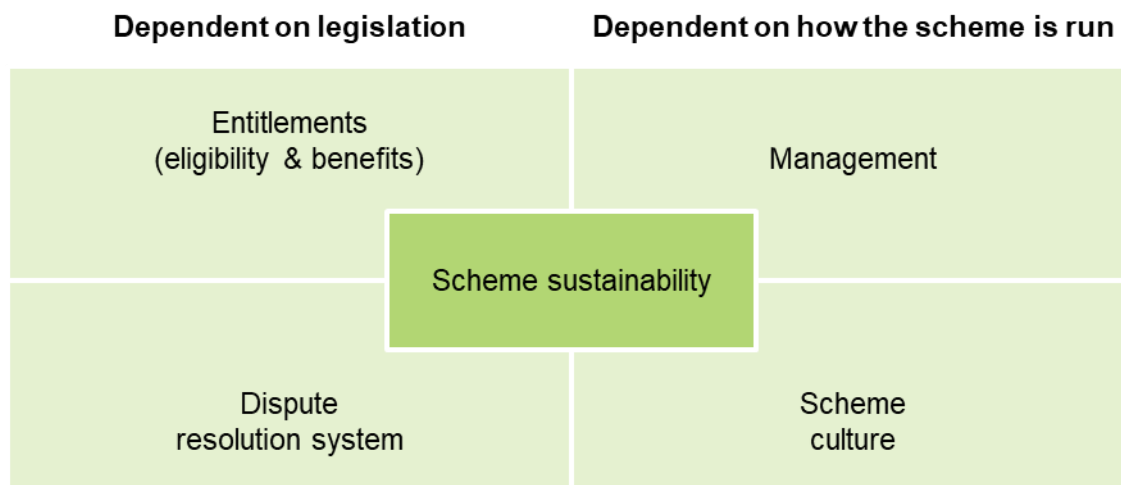 Dependent on legislation
Dependent on how the scheme is run
Entitlements
(eligibility & benefits)
Management
Scheme sustainability
Dispute
resolution system
Scheme
culture